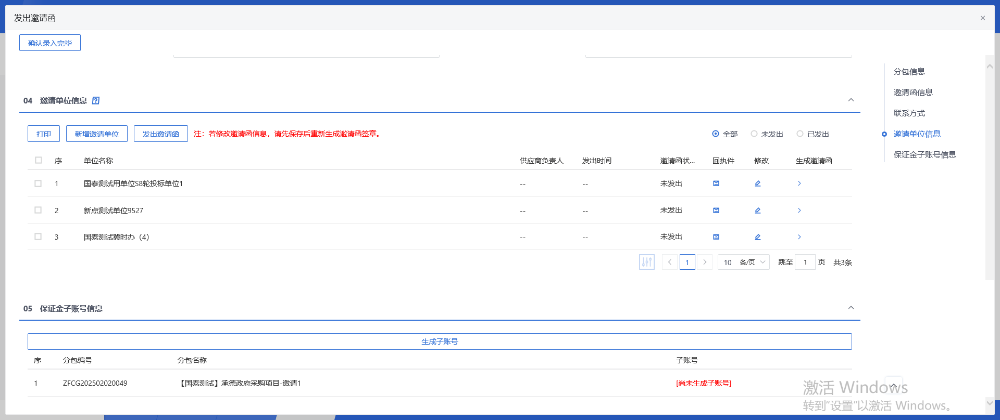 发出邀请函
确认录入完毕
分包信息
邀请函信息
联系方式
邀请单位信息
保证金子账号信息
04 邀请单位信息
打印 新增邀请单位 发出邀请函 注：若修改邀请函信息，请先保存后重新生成邀请函签章。 全部 未发出 已发出
序 单位名称 供应商负责人 发出时间 邀请函状... 回执件 修改 生成邀请函
1 国泰测试用单位S8轮投标单位1 -- -- 未发出
2 新点测试单位9527 -- -- 未发出
3 国泰测试冀时办（4） -- -- 未发出
1 10 条/页 跳至 1 页 共3条
05 保证金子账号信息
生成子账号
序 分包编号 分包名称 子账号
1 ZFCG202502020049 【国泰测试】承德政府采购项目-邀请1 [尚未生成子账号]
激活 Windows
转到"设置"以激活 Windows。